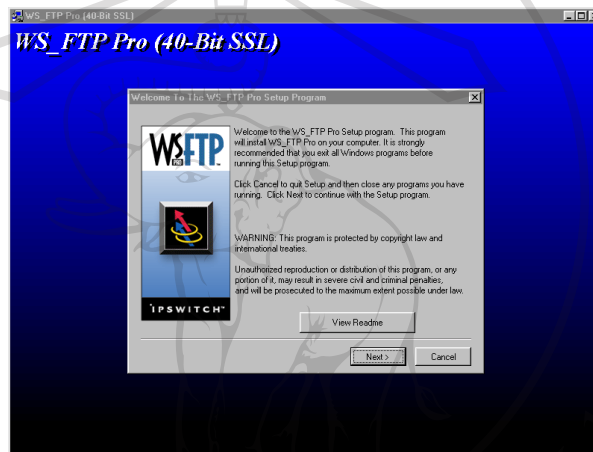 WS_FTP Pro (40-Bit SSL)
WS_FTP Pro (40-Bit SSL)
Welcome To The WS_FTP Pro Setup Program
WSFTP
PRO
Welcome to the WS_FTP Pro Setup program. This program
will install WS_FTP Pro on your computer. It is strongly
recommended that you exit all Windows programs before
running this Setup program.
Click Cancel to quit Setup and then close any programs you have
running. Click Next to continue with the Setup program.
WARNING: This program is protected by copyright law and
international treaties.
Unauthorized reproduction or distribution of this program, or any
portion of it, may result in severe civil and criminal penalties,
and will be prosecuted to the maximum extent possible under law.
IPSWITCH
View Readme
Next >
Cancel